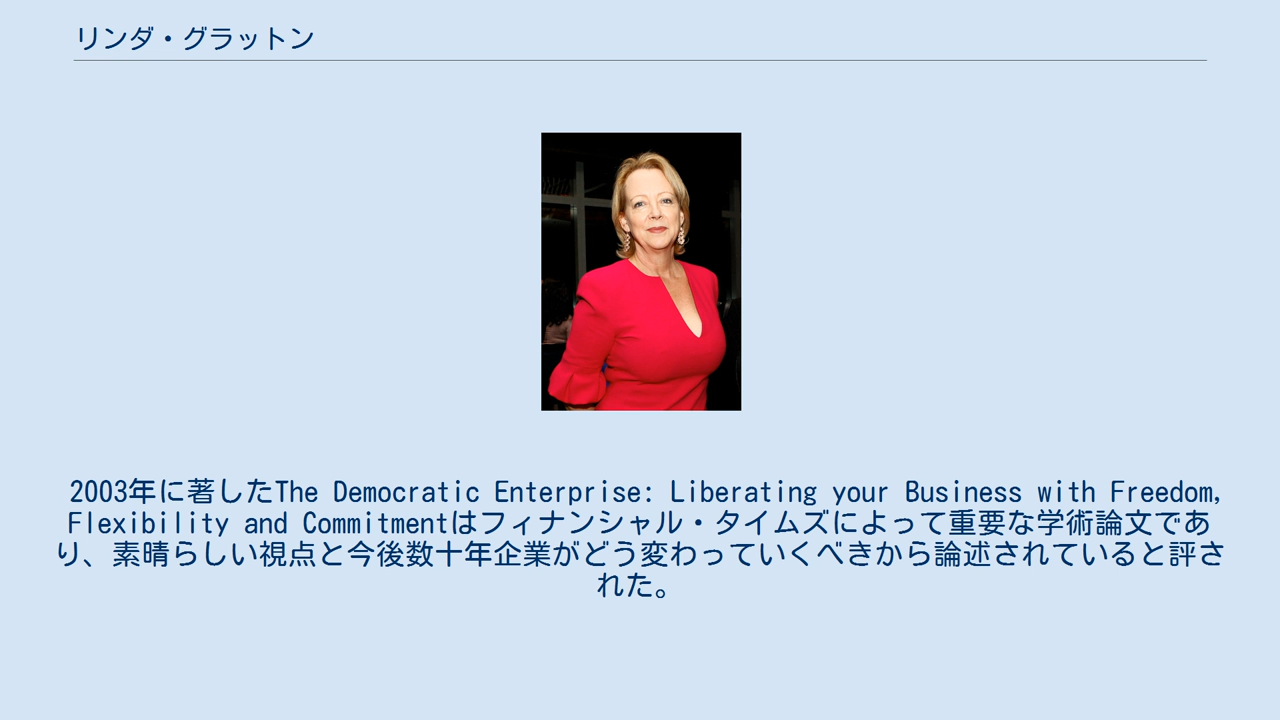 リンダ・グラットン
2003年に著したThe Democratic Enterprise: Liberating your Business with Freedom,
Flexibility and Commitmentはフィナンシャル・タイムズによって重要な学術論文であ
り、素晴らしい視点と今後数十年企業がどう変わっていくべきから論述されていると評さ
れた。